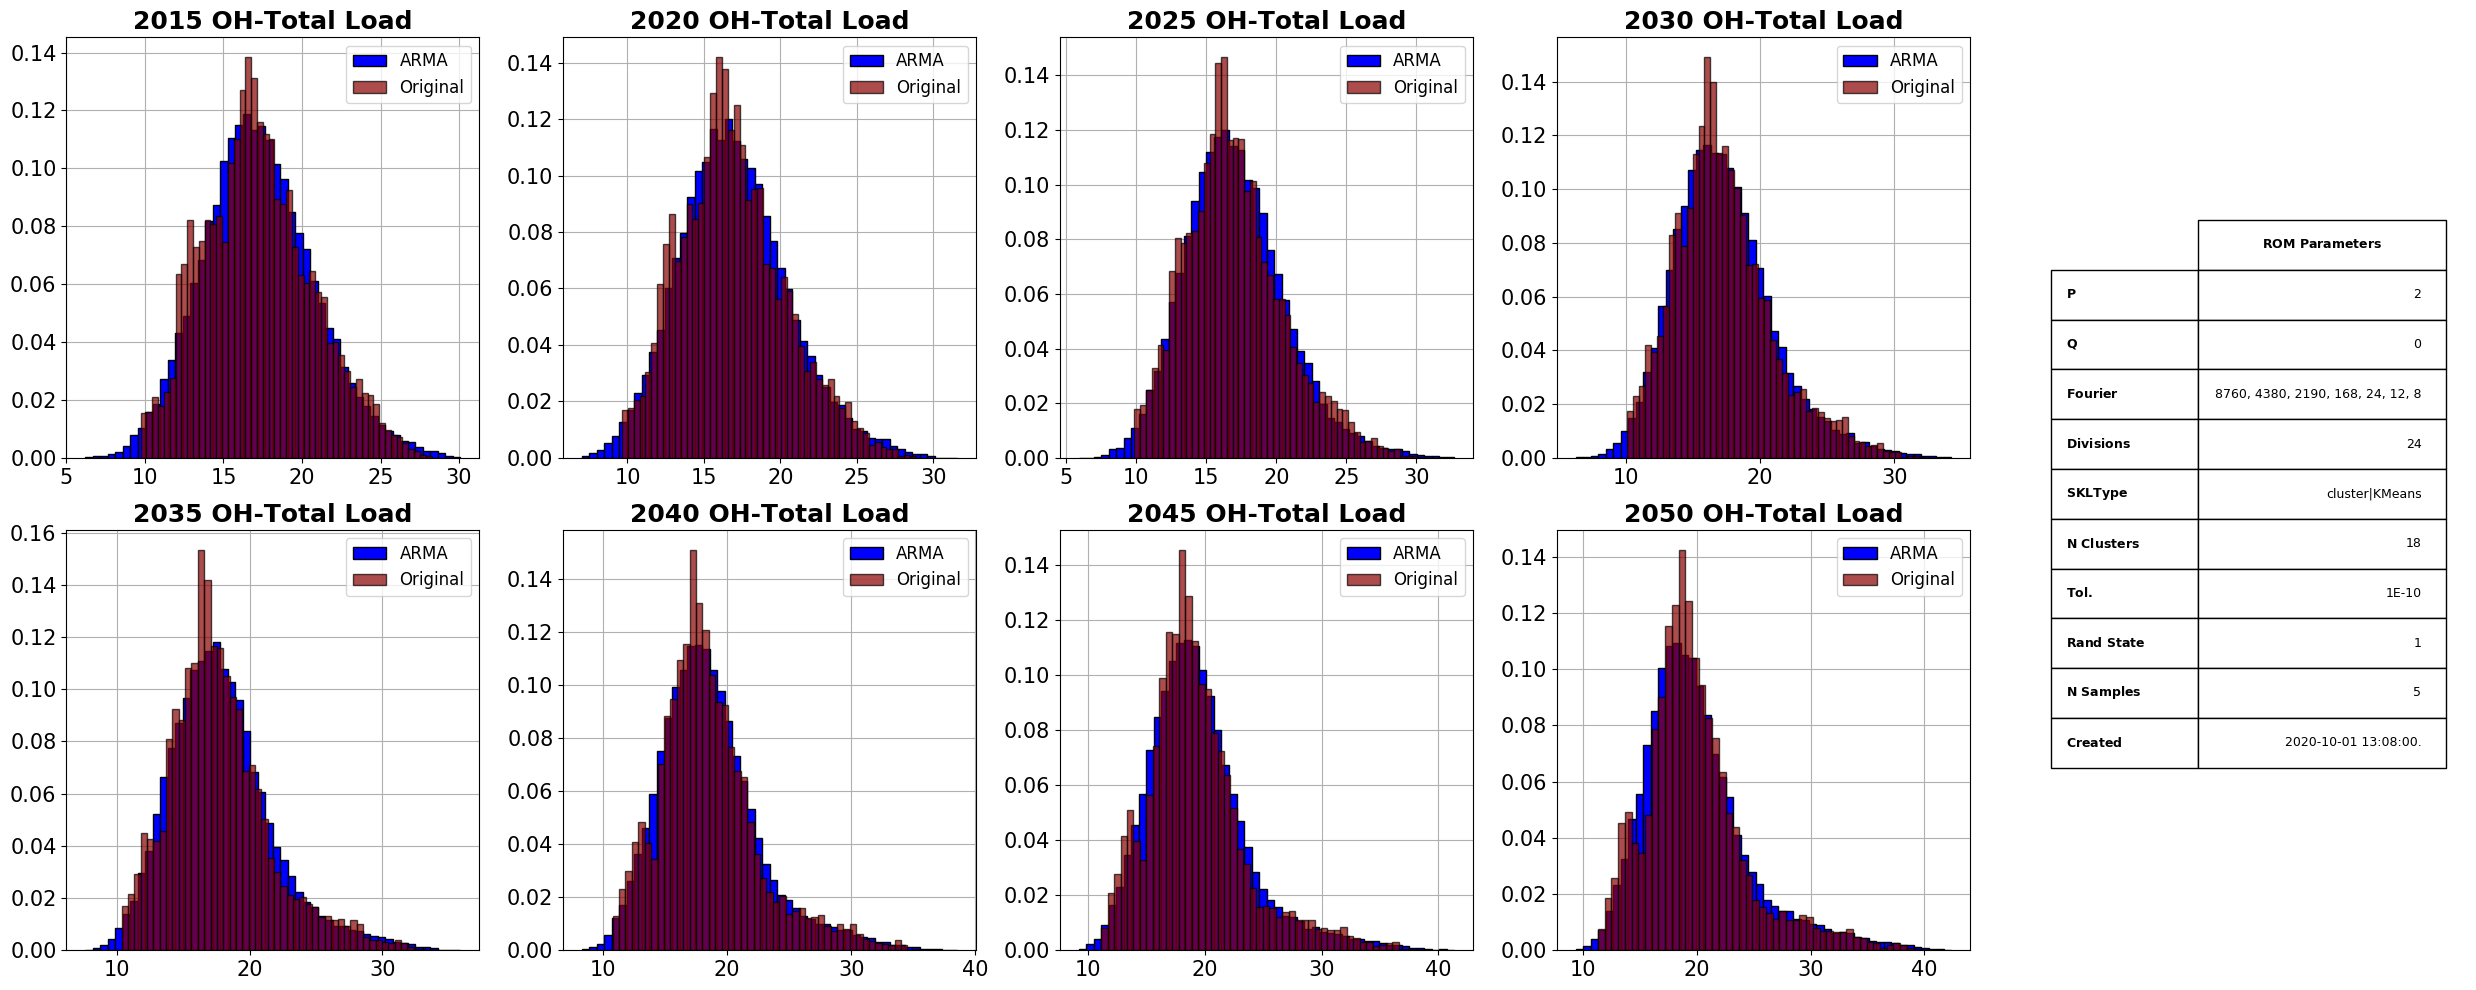 2015 OH-Total Load
0.14
0.12
0.10
0.08
0.06
0.04
0.02
0.00
5 10 15 20 25 30
ARMA
Original
2020 OH-Total Load
0.14
0.12
0.10
0.08
0.06
0.04
0.02
0.00
10 15 20 25 30
ARMA
Original
2025 OH-Total Load
0.14
0.12
0.10
0.08
0.06
0.04
0.02
0.00
5 10 15 20 25 30
ARMA
Original
2030 OH-Total Load
0.14
0.12
0.10
0.08
0.06
0.04
0.02
0.00
10 20 30
ARMA
Original
2035 OH-Total Load
0.16
0.14
0.12
0.10
0.08
0.06
0.04
0.02
0.00
10 20 30
ARMA
Original
2040 OH-Total Load
0.14
0.12
0.10
0.08
0.06
0.04
0.02
0.00
10 20 30 40
ARMA
Original
2045 OH-Total Load
0.14
0.12
0.10
0.08
0.06
0.04
0.02
0.00
10 20 30 40
ARMA
Original
2050 OH-Total Load
0.14
0.12
0.10
0.08
0.06
0.04
0.02
0.00
10 20 30 40
ARMA
Original
ROM Parameters
P 2
Q 0
Fourier 8760, 4380, 2190, 168, 24, 12, 8
Divisions 24
SKLType cluster|KMeans
N Clusters 18
Tol. 1E-10
Rand State 1
N Samples 5
Created 2020-10-01 13:08:00.